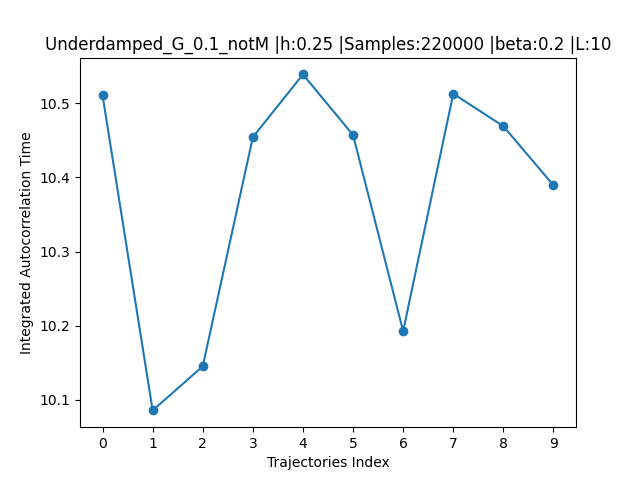 Underdamped_G_0.1_notM |h:0.25 |Samples:220000 |beta:0.2 |L:10
Integrated Autocorrelation Time
10.5
10.4
10.3
10.2
10.1
0 1 2 3 4 5 6 7 8 9
Trajectories Index